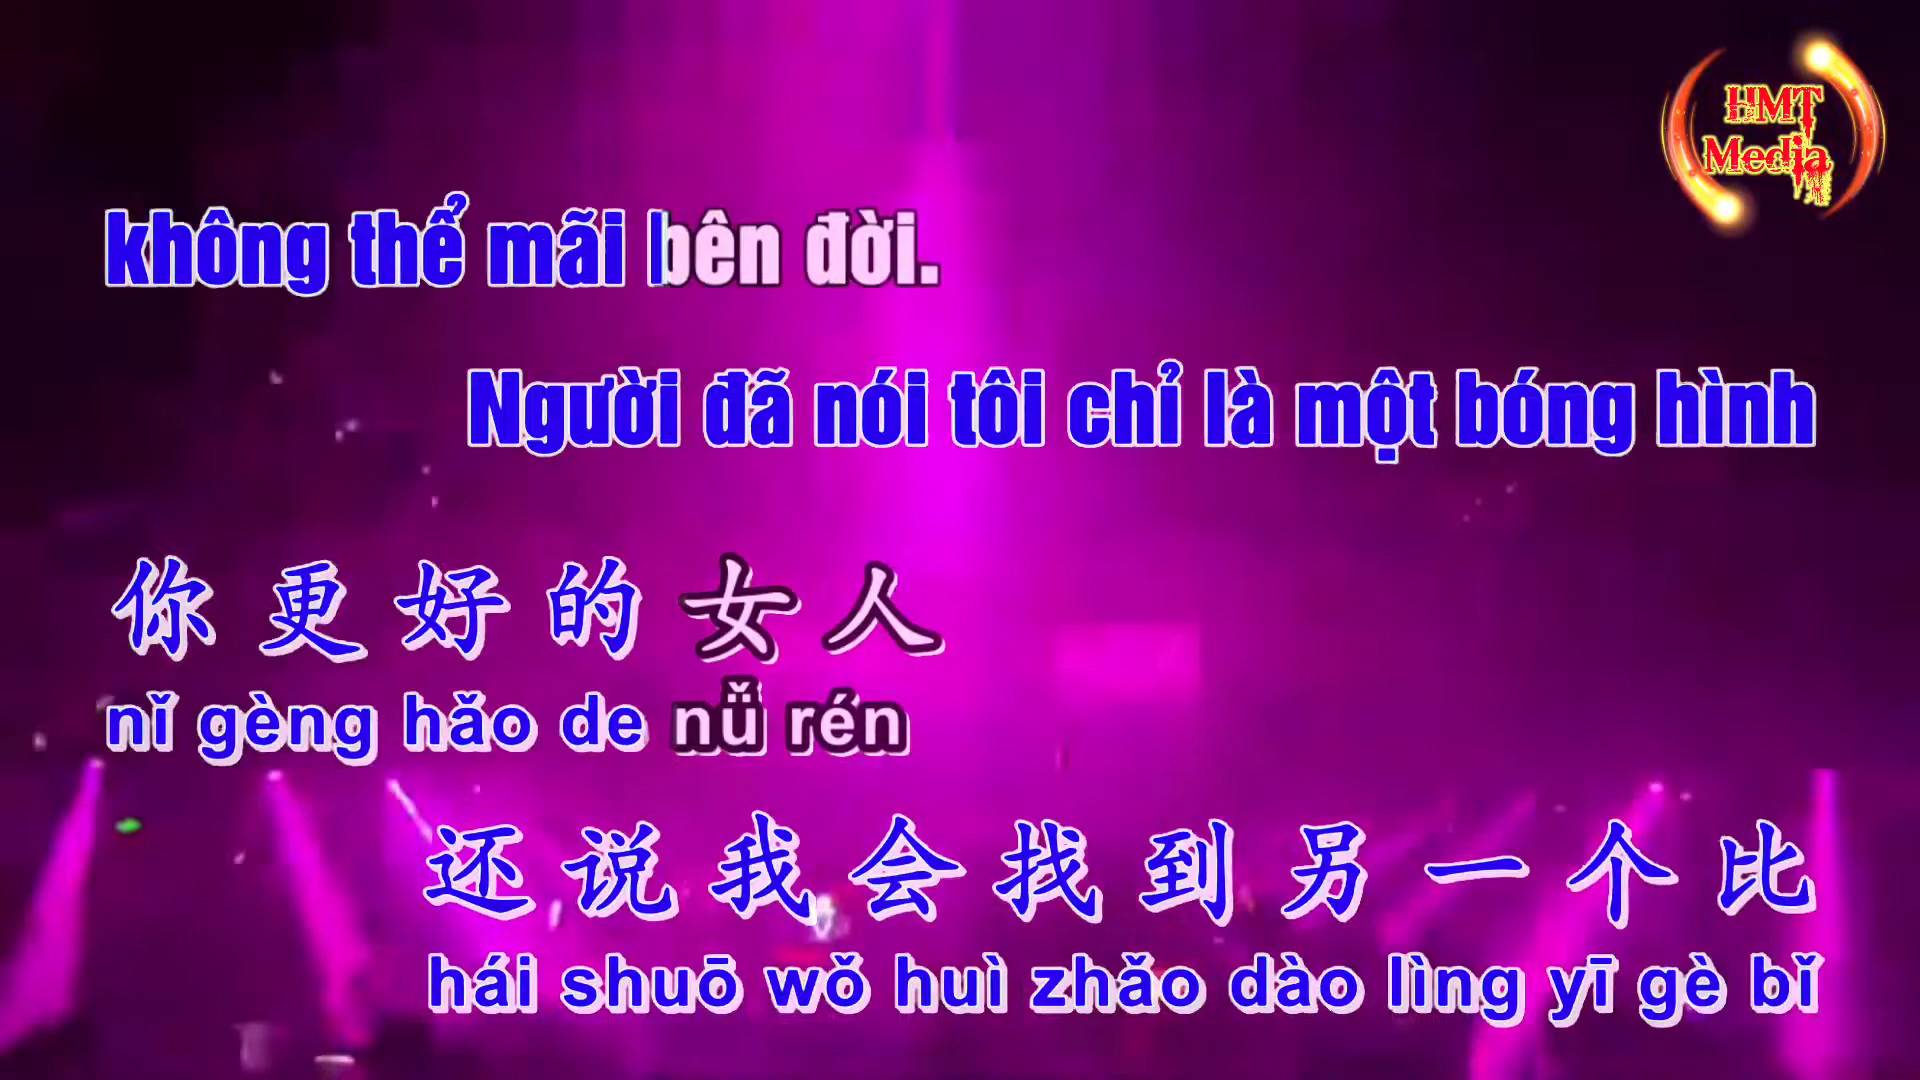 HMT
Media
không thể mãi bên đời.
Người đã nói tôi chỉ là một bóng hình
你更好的女人
nǐ gèng hǎo de nǚ rén
还说我会找到另一个比
hái shuō wǒ huì zhǎo dào lìng yī gè bǐ